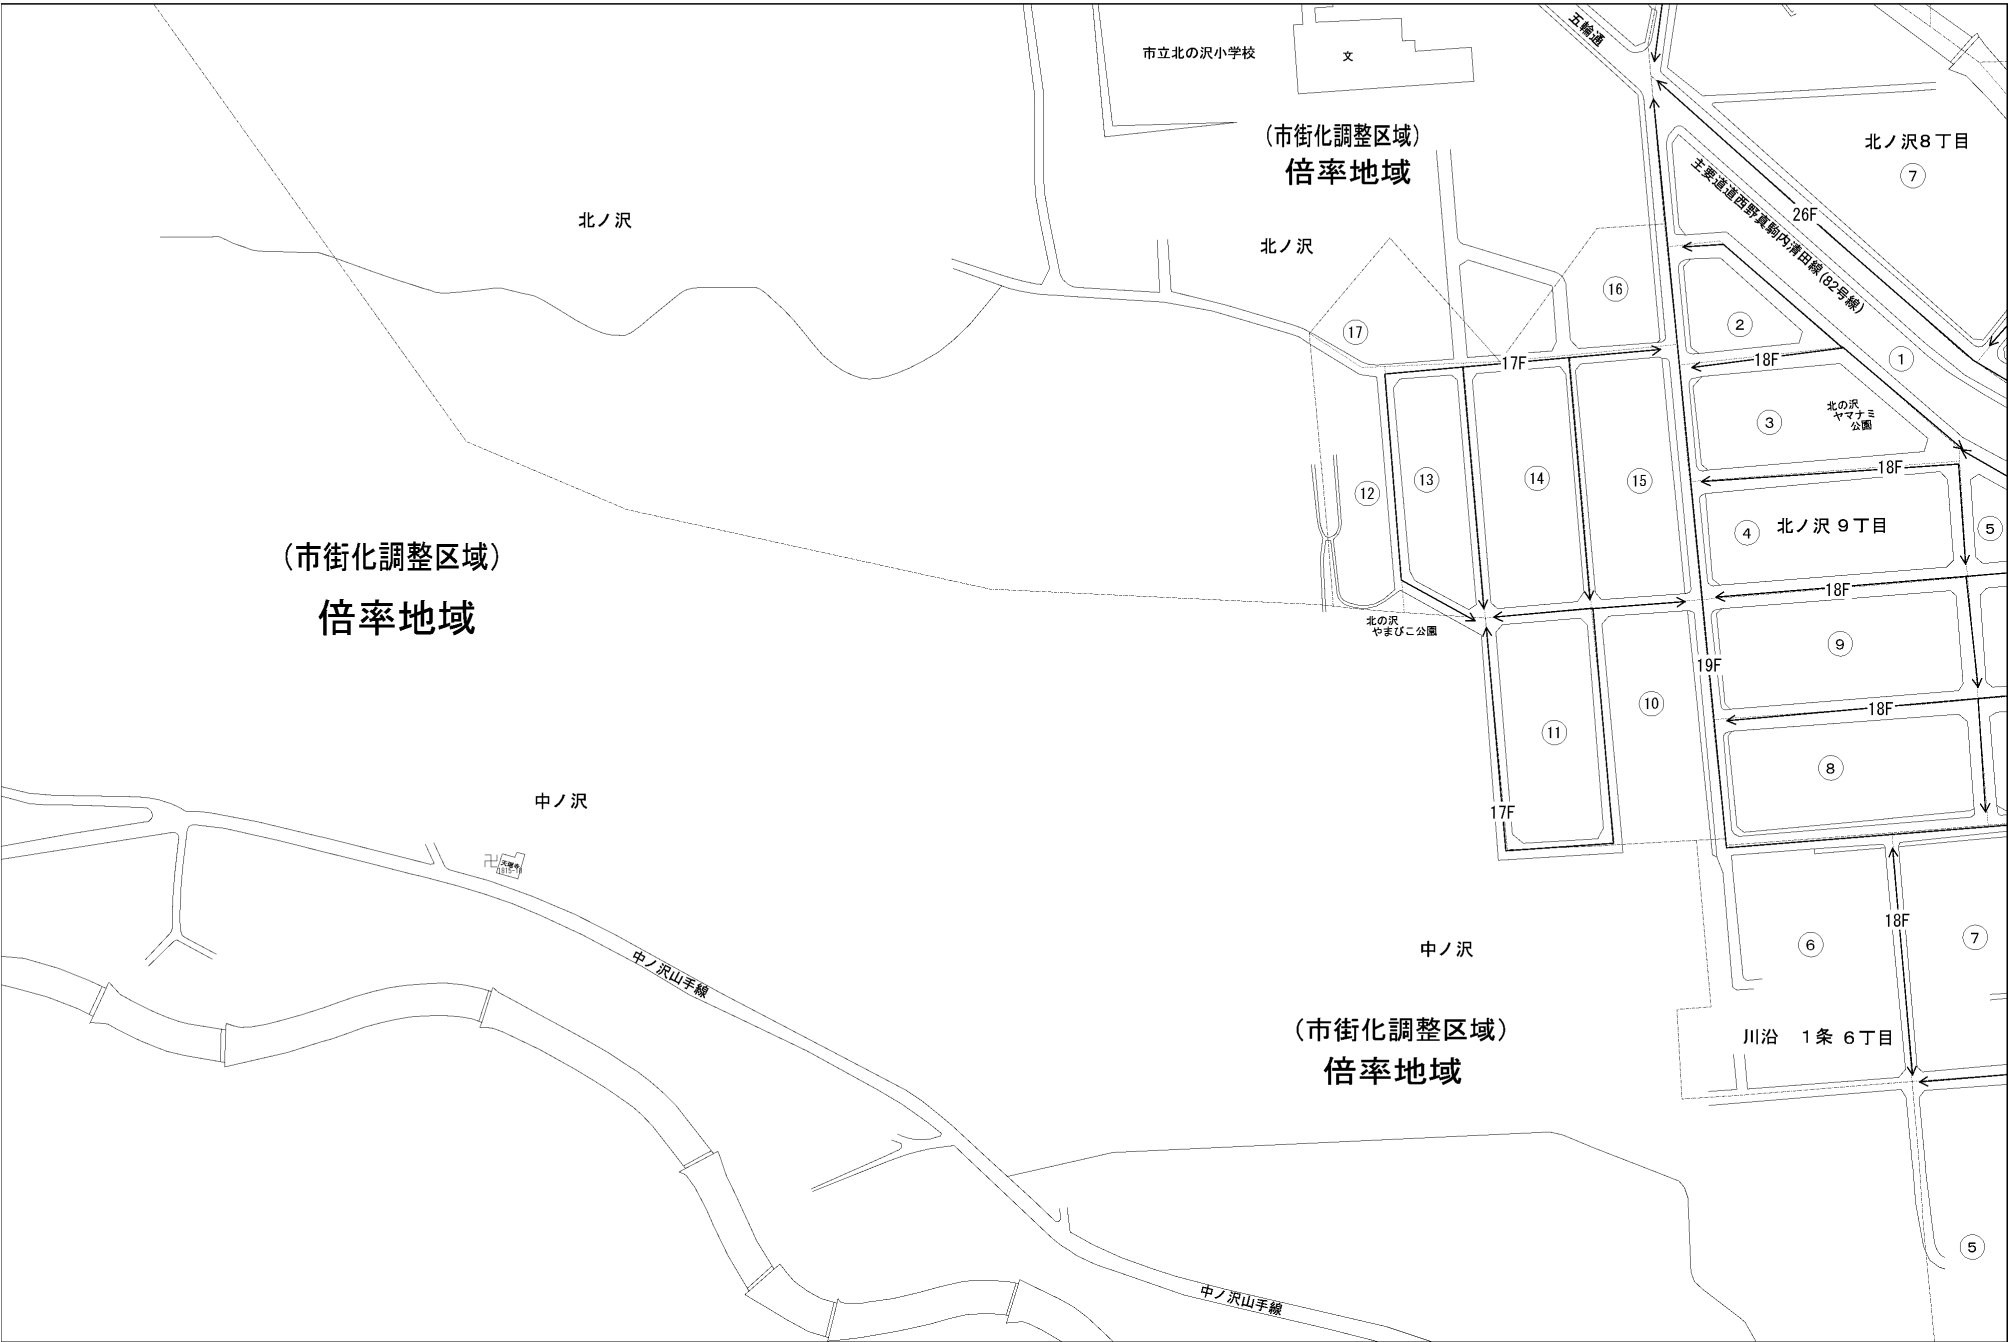 五輪通
市立北の沢小学校
文
（市街化調整区域）
倍率地域
北ノ沢８丁目
7
主要道道西野真駒内清田線(82号線)
26F
北ノ沢
北ノ沢
16
17
2
1
17F
18F
3
北の沢
ヤマナミ
公園
18F
12
13
14
15
4
北ノ沢 ９丁目
5
（市街化調整区域）
倍率地域
18F
北の沢
やまびこ公園
9
19F
10
18F
11
8
中ノ沢
17F
卍
18F
中ノ沢
6
7
中ノ沢山手線
（市街化調整区域）
倍率地域
川沿　１条 ６丁目
5
中ノ沢山手線